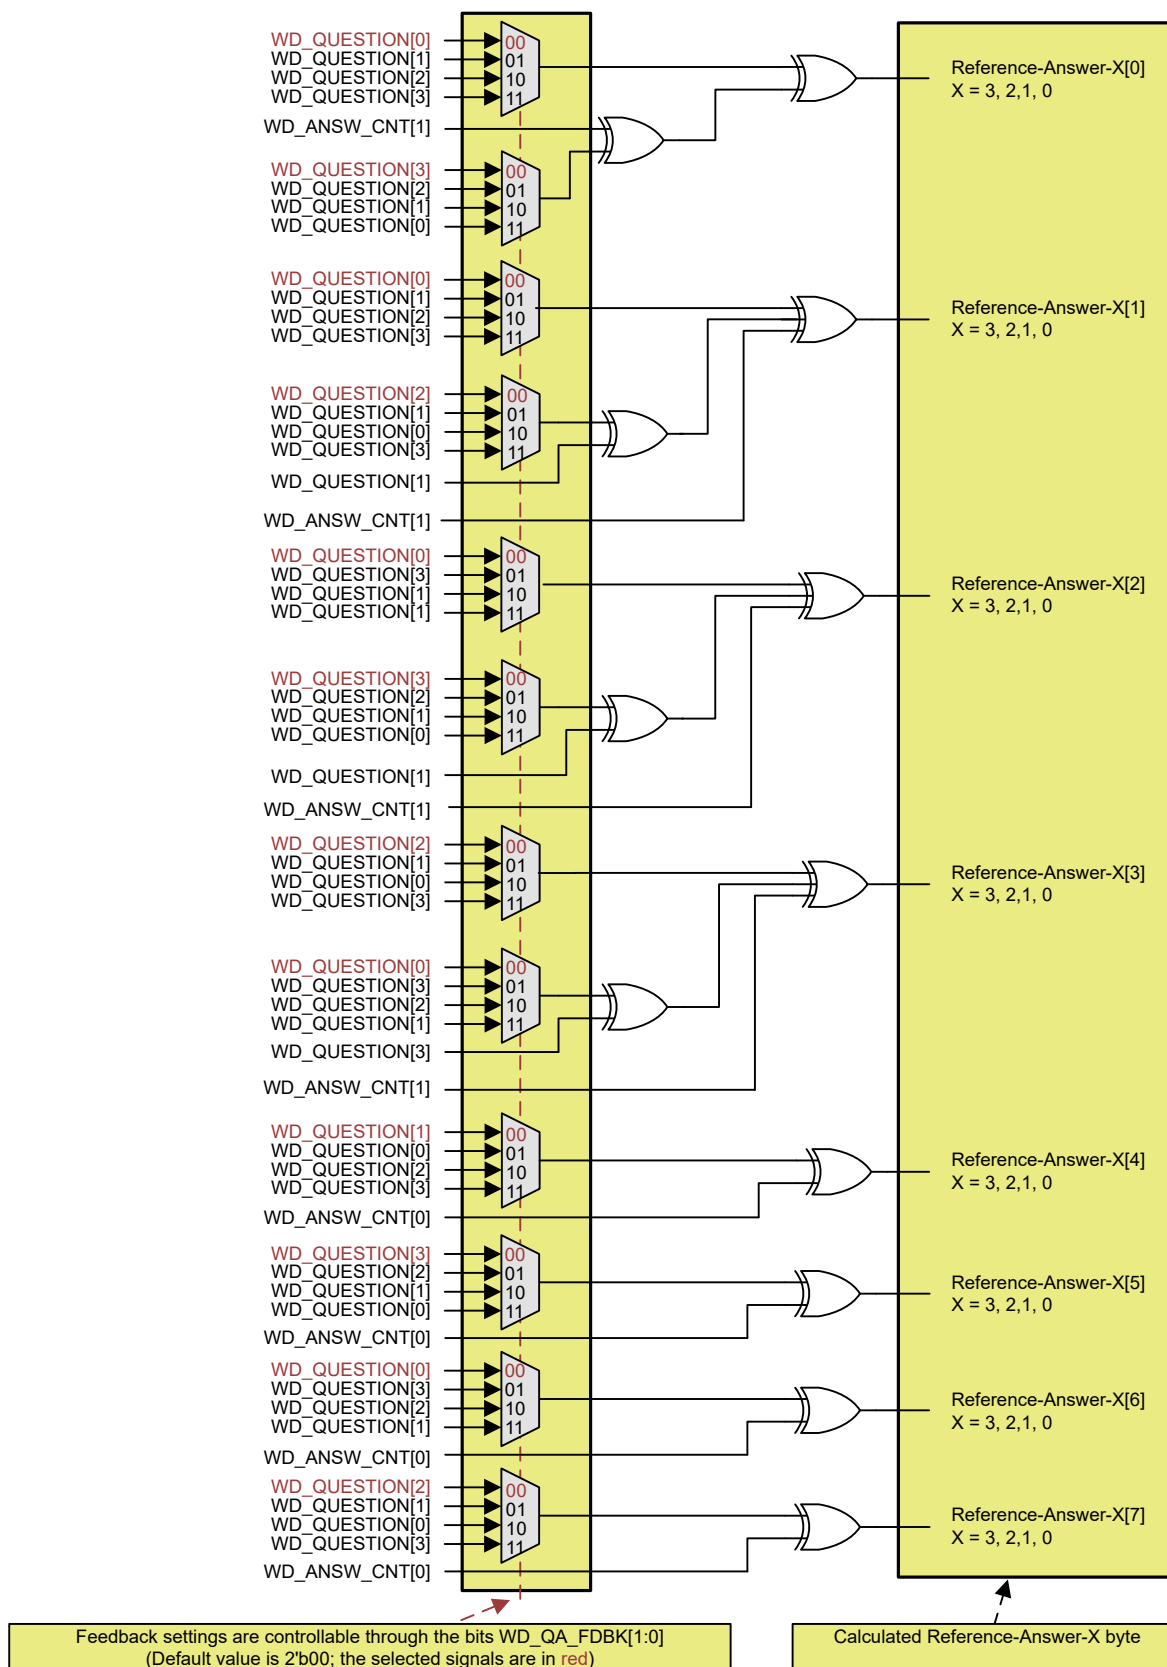 WD_QUESTION[0]
WD_QUESTION[1]
WD_QUESTION[2]
WD_QUESTION[3]
00
01
10
11
WD_ANSW_CNT[1]
WD_QUESTION[3]
WD_QUESTION[2]
WD_QUESTION[1]
WD_QUESTION[0]
00
01
10
11
Reference-Answer-X[0]
X = 3, 2,1, 0
WD_QUESTION[0]
WD_QUESTION[1]
WD_QUESTION[2]
WD_QUESTION[3]
00
01
10
11
WD_QUESTION[2]
WD_QUESTION[1]
WD_QUESTION[0]
WD_QUESTION[3]
00
01
10
11
WD_QUESTION[1]
WD_ANSW_CNT[1]
Reference-Answer-X[1]
X = 3, 2,1, 0
WD_QUESTION[0]
WD_QUESTION[3]
WD_QUESTION[1]
WD_QUESTION[1]
00
01
10
11
WD_QUESTION[3]
WD_QUESTION[2]
WD_QUESTION[1]
WD_QUESTION[0]
00
01
10
11
WD_QUESTION[1]
WD_ANSW_CNT[1]
Reference-Answer-X[2]
X = 3, 2,1, 0
WD_QUESTION[2]
WD_QUESTION[1]
WD_QUESTION[0]
WD_QUESTION[3]
00
01
10
11
WD_QUESTION[0]
WD_QUESTION[3]
WD_QUESTION[2]
WD_QUESTION[1]
00
01
10
11
WD_QUESTION[3]
WD_ANSW_CNT[1]
Reference-Answer-X[3]
X = 3, 2,1, 0
WD_QUESTION[1]
WD_QUESTION[0]
WD_QUESTION[2]
WD_QUESTION[3]
00
01
10
11
WD_ANSW_CNT[0]
Reference-Answer-X[4]
X = 3, 2,1, 0
WD_QUESTION[3]
WD_QUESTION[2]
WD_QUESTION[1]
WD_QUESTION[0]
00
01
10
11
WD_ANSW_CNT[0]
Reference-Answer-X[5]
X = 3, 2,1, 0
WD_QUESTION[0]
WD_QUESTION[3]
WD_QUESTION[2]
WD_QUESTION[1]
00
01
10
11
WD_ANSW_CNT[0]
Reference-Answer-X[6]
X = 3, 2,1, 0
WD_QUESTION[2]
WD_QUESTION[1]
WD_QUESTION[0]
WD_QUESTION[3]
00
01
10
11
WD_ANSW_CNT[0]
Reference-Answer-X[7]
X = 3, 2,1, 0
Feedback settings are controllable through the bits WD_QA_FDBK[1:0]
(Default value is 2'b00; the selected signals are in red)
Calculated Reference-Answer-X byte